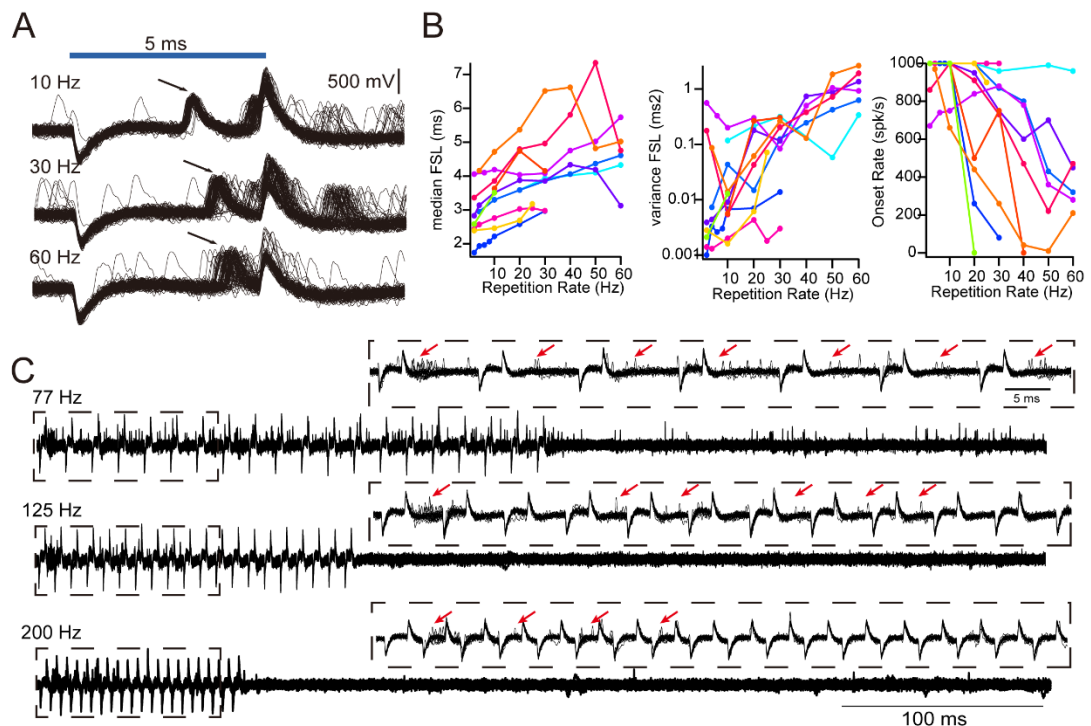 A
5 ms
10 Hz
500 mV
30 Hz
60 Hz
B
median FSL (ms)
7
6
5
4
3
2
10 20 30 40 50 60
Repetition Rate (Hz)
variance FSL (ms2)
1
0.1
0.01
0.001
10 20 30 40 50 60
Repetition Rate (Hz)
Onset Rate (spk/s)
1000
800
600
400
200
0
10 20 30 40 50 60
Repetition Rate (Hz)
C
77 Hz
5 ms
125 Hz
200 Hz
100 ms